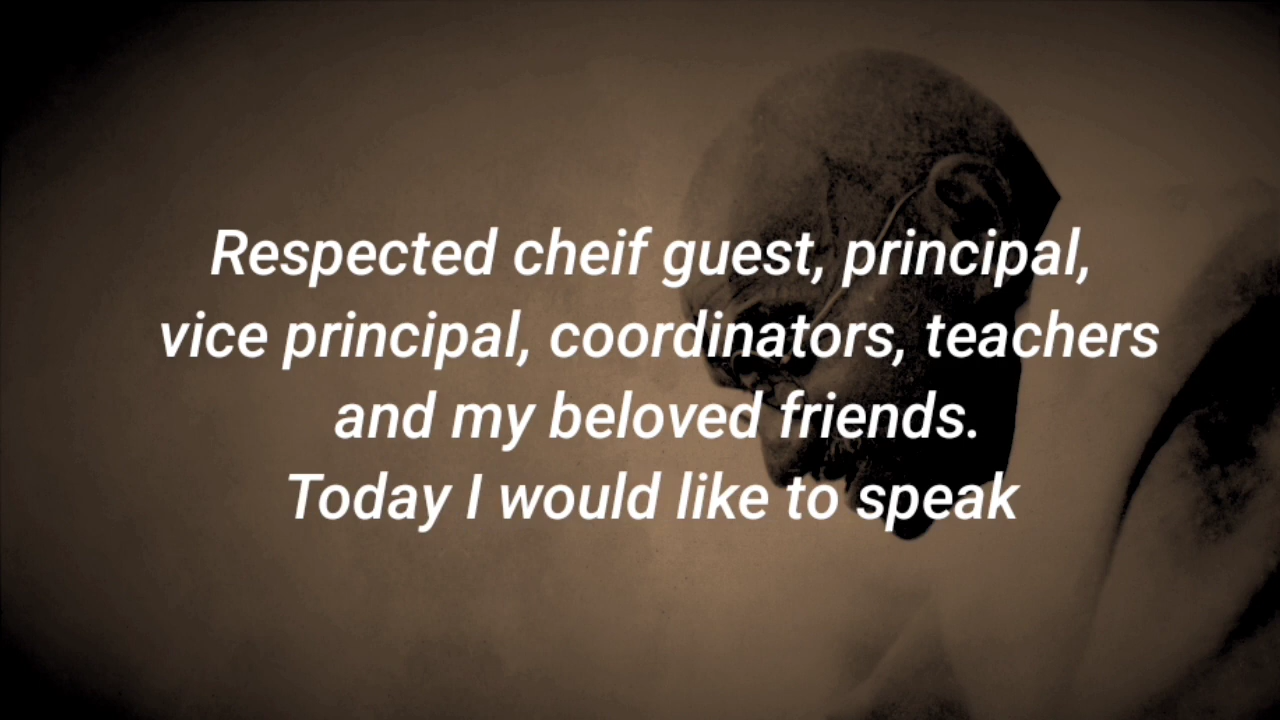 Respected cheif guest, principal,
vice principal, coordinators, teachers
and my beloved friends.
Today I would like to speak